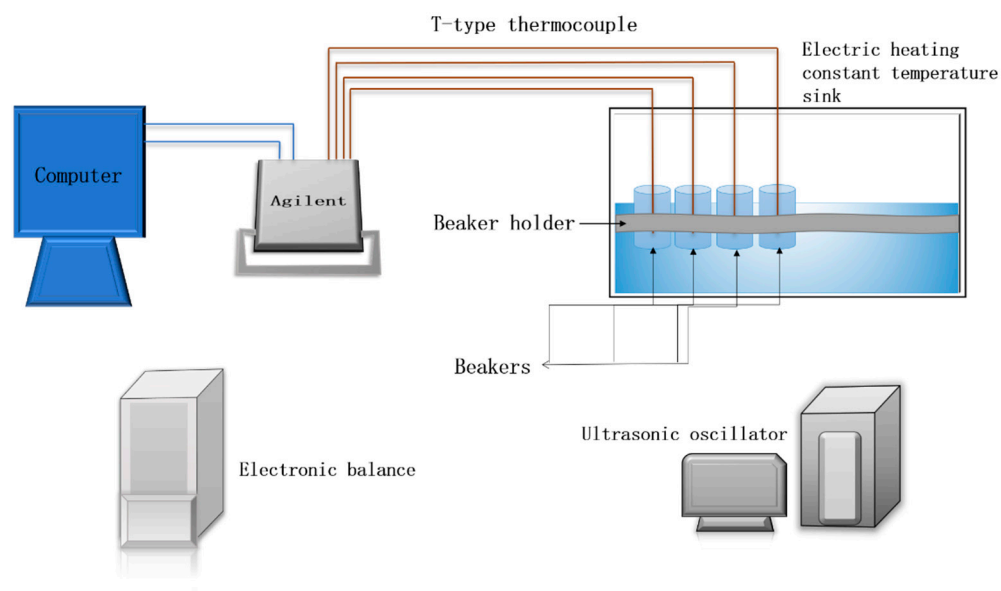 T-type thermocouple
Electric heating
constant temperature
sink
Computer
Agilent
Beaker holder
Beakers
Ultrasonic oscillator
Electronic balance